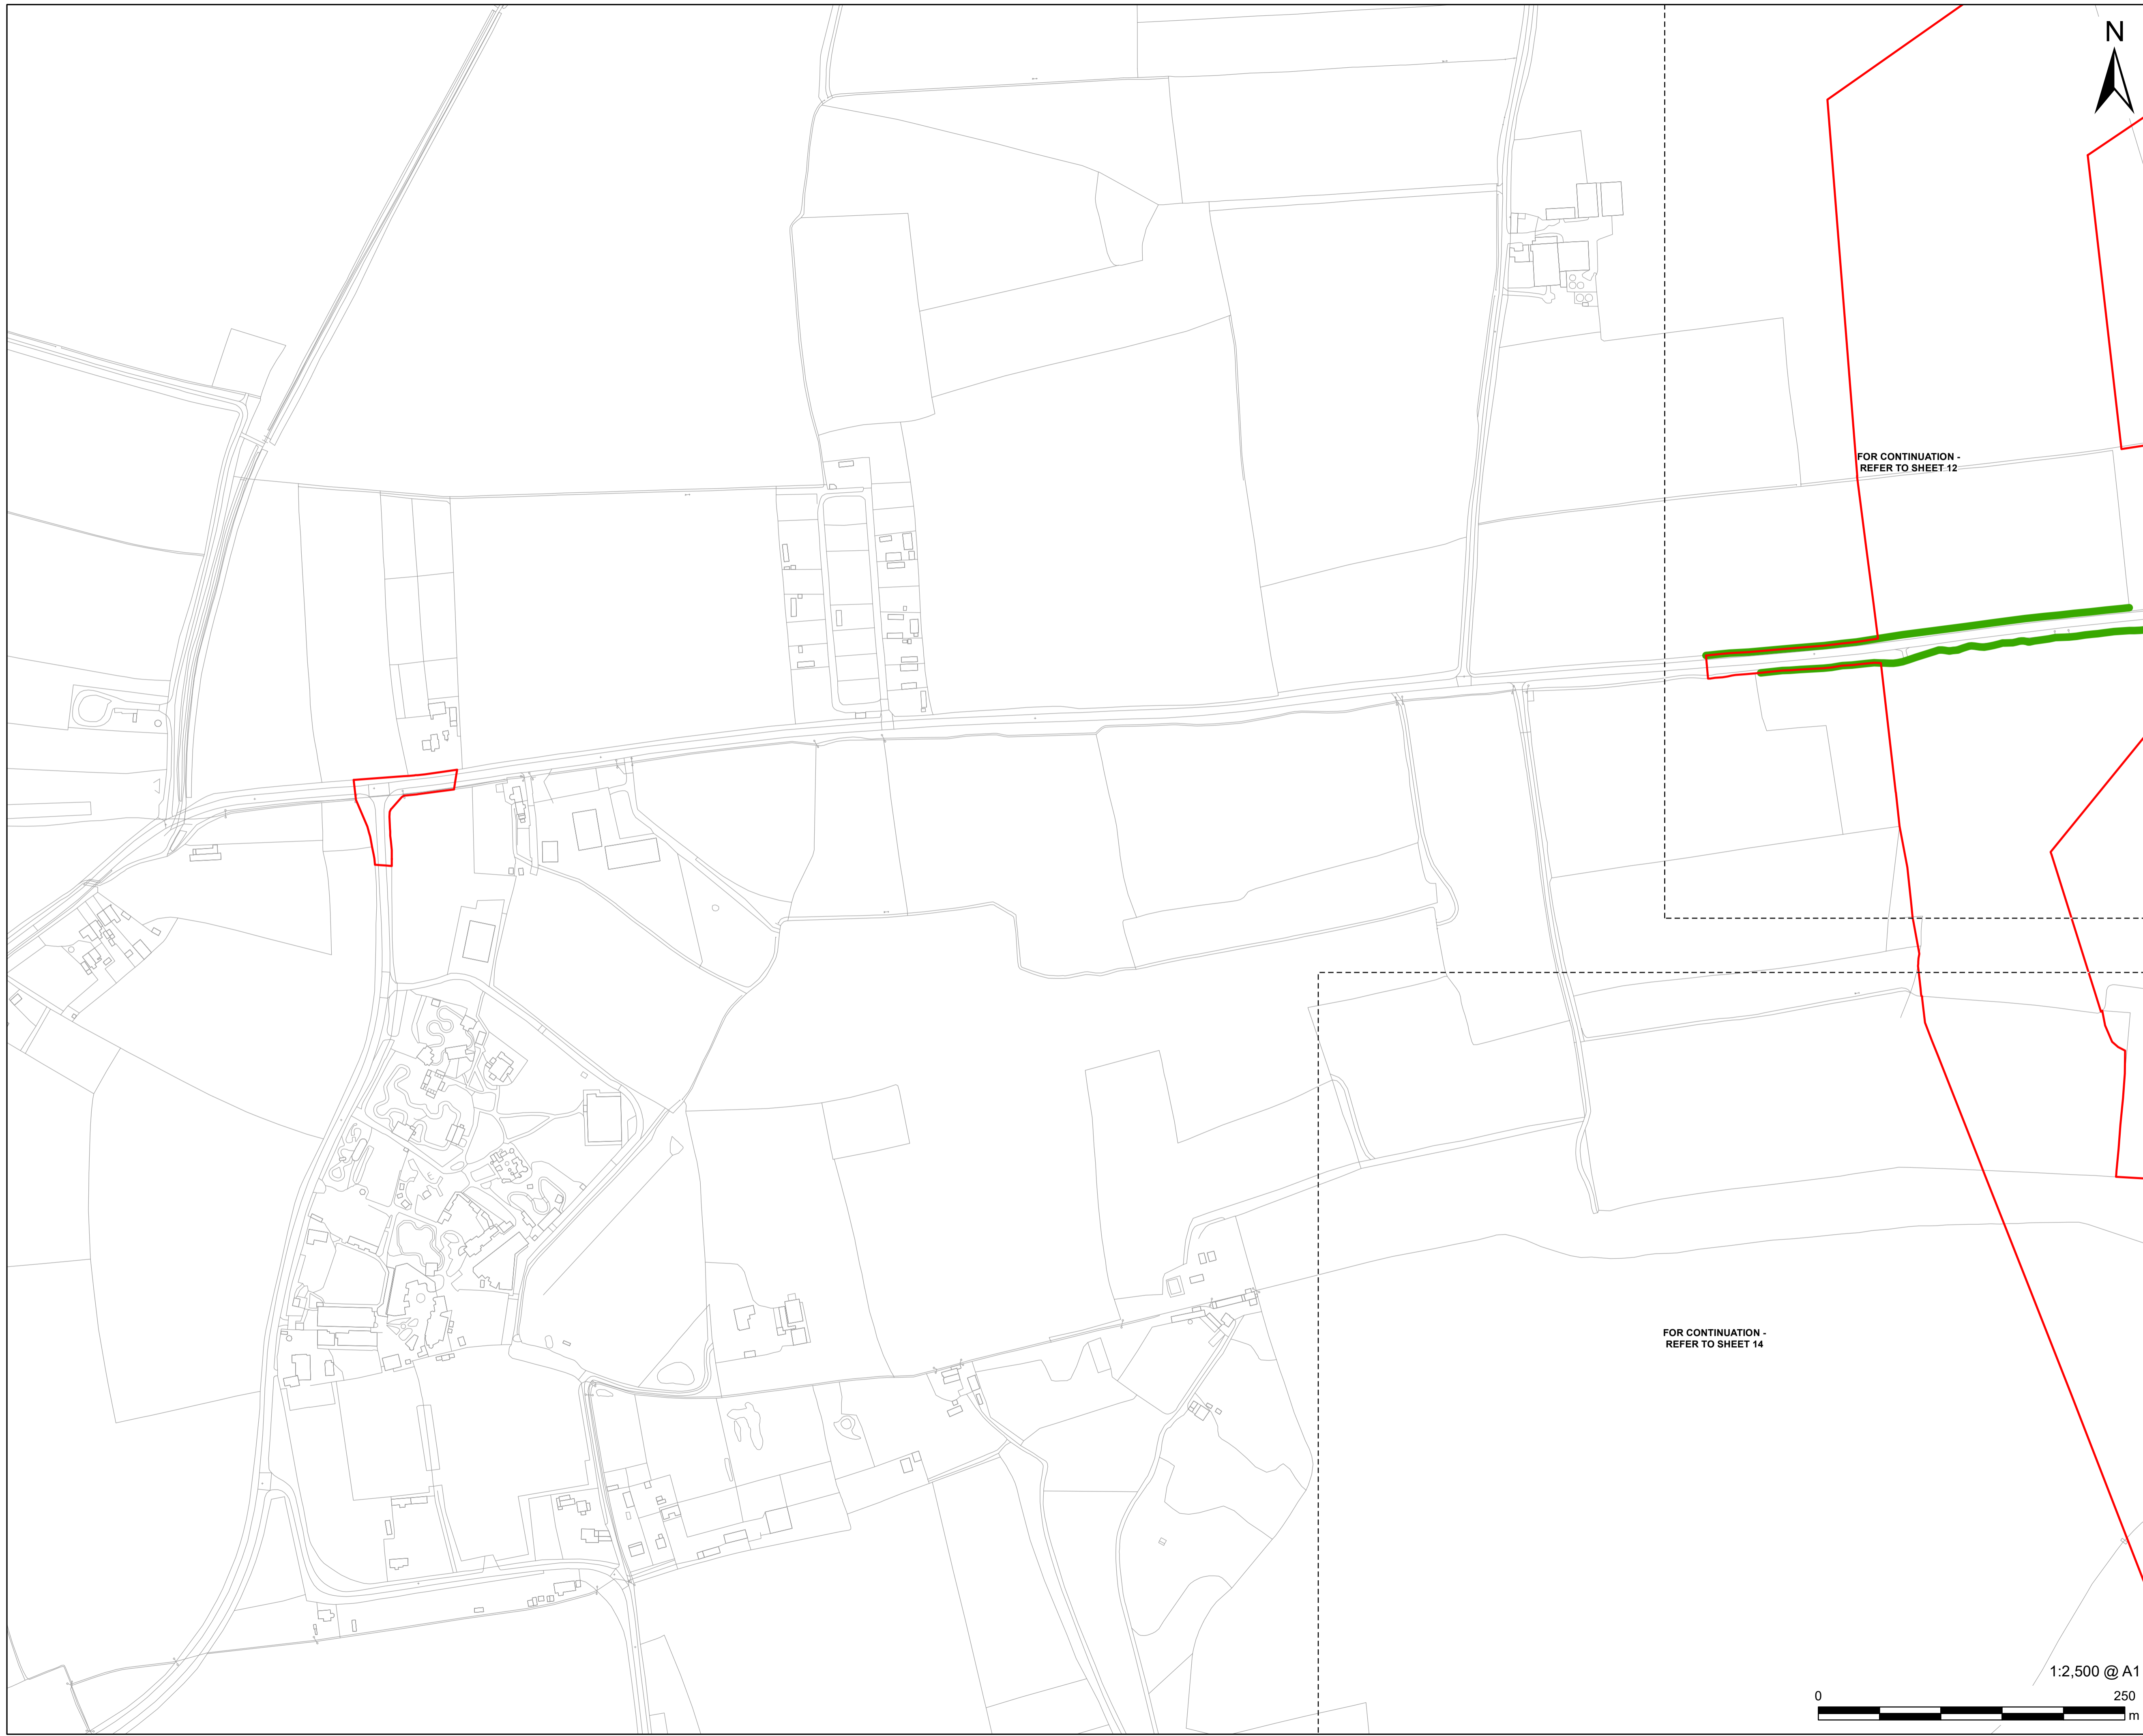 N
FOR CONTINUATION -
REFER TO SHEET 12
FOR CONTINUATION -
REFER TO SHEET 14
1:2,500 @ A1
0 250
m